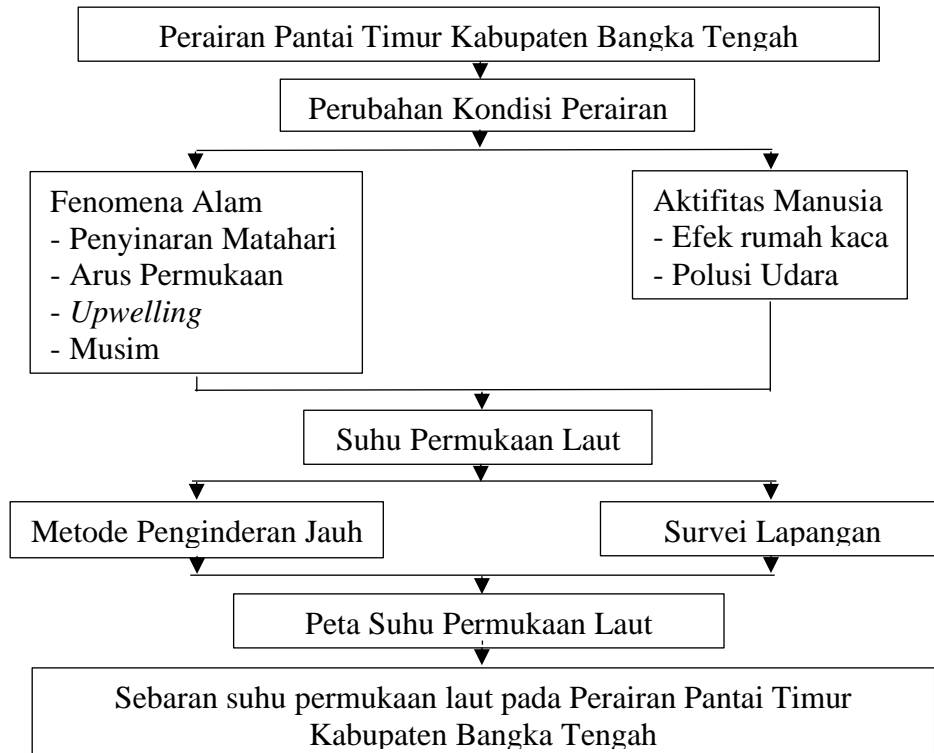 Perairan Pantai Timur Kabupaten Bangka Tengah
Perubahan Kondisi Perairan
Fenomena Alam
- Penyinaran Matahari
- Arus Permukaan
- Upwelling
- Musim
Aktifitas Manusia
- Efek rumah kaca
- Polusi Udara
Suhu Permukaan Laut
Metode Penginderan Jauh
Survei Lapangan
Peta Suhu Permukaan Laut
Sebaran suhu permukaan laut pada Perairan Pantai Timur
Kabupaten Bangka Tengah